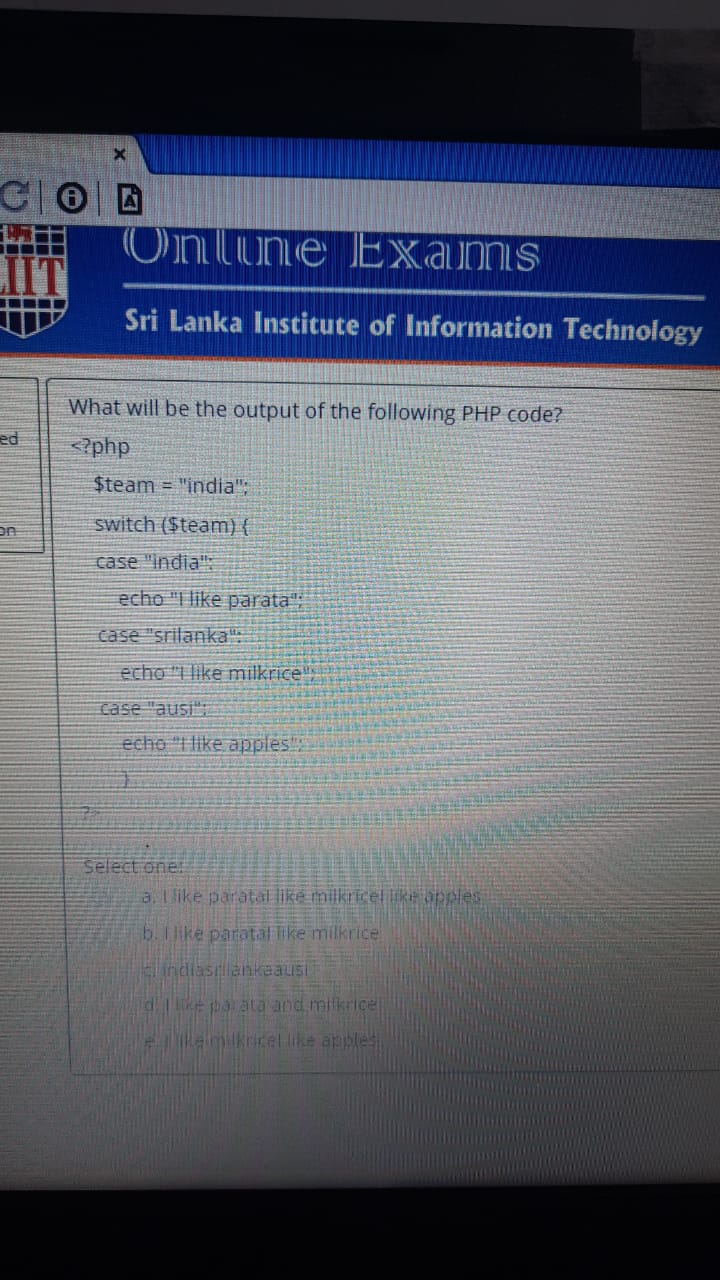 ×
Online Exams
LIIT
Sri Lanka Institute of Information Technology
ed
on
What will be the output of the following PHP code?
<?php
$team = "india";
switch ($team) {
case "india":
echo "I like parata";
case "srilanka":
echo "I like milkrice";
case "ausi":
echo "I like apples";
}
?>
Select one:
a. I like parataI like milkriceI like apples
b. I like parataI like milkrice
c. indiasrilankaausi
d. I like parata and milkrice
e. I like milkriceI like apples